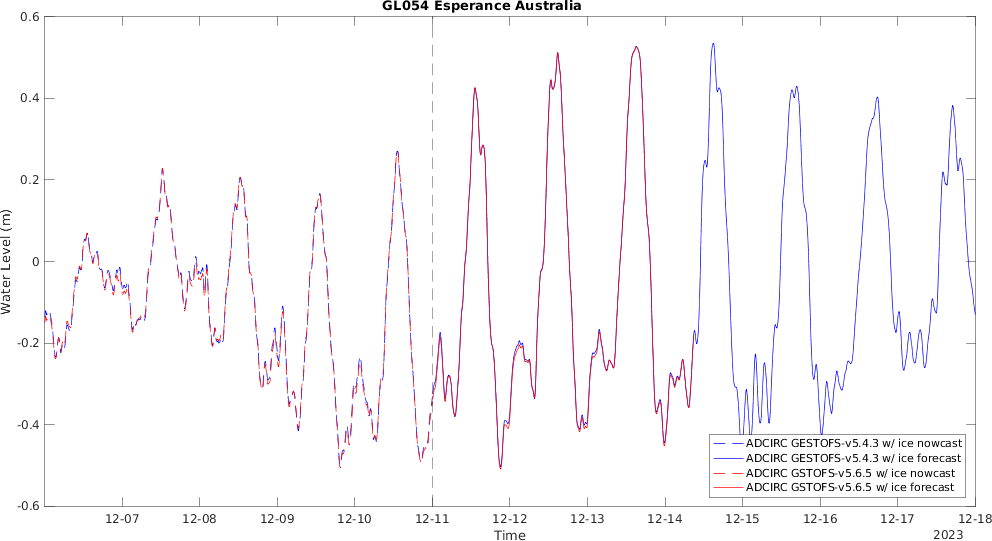 GL054 Esperance Australia
Water Level (m)
0.6
0.4
0.2
0
-0.2
-0.4
-0.6
ADCIRC GESTOFS-v5.4.3 w/ ice nowcast
ADCIRC GESTOFS-v5.4.3 w/ ice forecast
ADCIRC GSTOFS-v5.6.5 w/ ice nowcast
ADCIRC GSTOFS-v5.6.5 w/ ice forecast
12-07 12-08 12-09 12-10 12-11 12-12 12-13 12-14 12-15 12-16 12-17 12-18
Time
2023